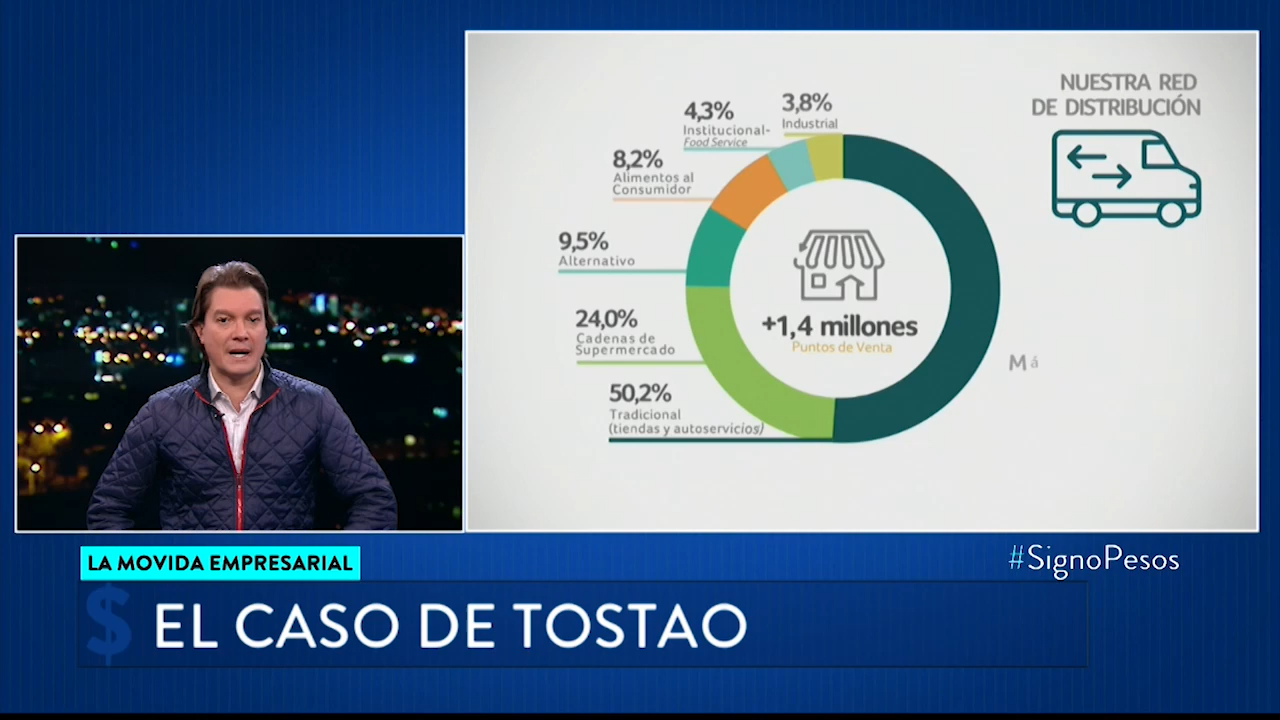 NUESTRA RED
DE DISTRIBUCIÓN
3,8%
Industrial
4,3%
Institucional-
Food Service
8,2%
Alimentos al
Consumidor
9,5%
Alternativo
24,0%
Cadenas de
Supermercado
50,2%
Tradicional
(tiendas y autoservicios)
+1,4 millones
Puntos de Venta
Má
LA MOVIDA EMPRESARIAL
#SignoPesos
$ EL CASO DE TOSTAO